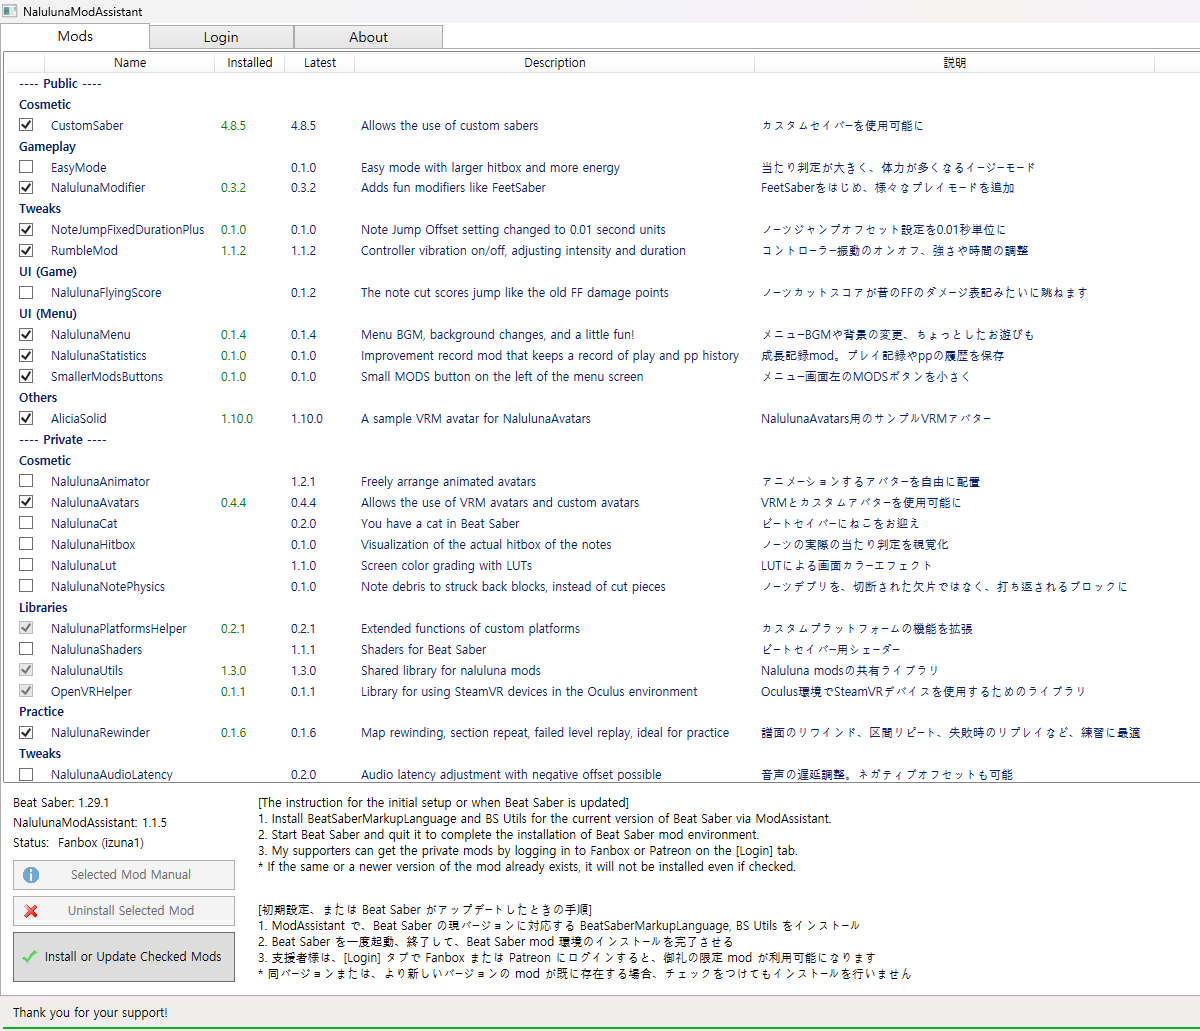 NalulunaModAssistant
Mods Login About
Name Installed Latest Description 説明
---- Public ----
Cosmetic
CustomSaber 4.8.5 4.8.5 Allows the use of custom sabers カスタムセイバーを使用可能に
Gameplay
EasyMode 0.1.0 Easy mode with larger hitbox and more energy 当たり判定が大きく、体力が多くなるイージーモード
NalulunaModifier 0.3.2 0.3.2 Adds fun modifiers like FeetSaber FeetSaberをはじめ、様々なプレイモードを追加
Tweaks
NoteJumpFixedDurationPlus 0.1.0 0.1.0 Note Jump Offset setting changed to 0.01 second units ノーツジャンプオフセット設定を0.01秒単位に
RumbleMod 1.1.2 1.1.2 Controller vibration on/off, adjusting intensity and duration コントローラー振動のオンオフ、強さや時間の調整
UI (Game)
NalulunaFlyingScore 0.1.2 The note cut scores jump like the old FF damage points ノーツカットスコアが昔のFFのダメージ表記みたいに跳ねます
UI (Menu)
NalulunaMenu 0.1.4 0.1.4 Menu BGM, background changes, and a little fun! メニューBGMや背景の変更、ちょっとしたお遊びも
NalulunaStatistics 0.1.0 0.1.0 Improvement record mod that keeps a record of play and pp history 成長記録mod。プレイ記録やppの履歴を保存
SmallerModsButtons 0.1.0 0.1.0 Small MODS button on the left of the menu screen メニュー画面左のMODSボタンを小さく
Others
AliciaSolid 1.10.0 1.10.0 A sample VRM avatar for NalulunaAvatars NalulunaAvatars用のサンプルVRMアバター
---- Private ----
Cosmetic
NalulunaAnimator 1.2.1 Freely arrange animated avatars アニメーションするアバターを自由に配置
NalulunaAvatars 0.4.4 0.4.4 Allows the use of VRM avatars and custom avatars VRMとカスタムアバターを使用可能に
NalulunaCat 0.2.0 You have a cat in Beat Saber ビートセイバーにねこをお迎え
NalulunaHitbox 0.1.0 Visualization of the actual hitbox of the notes ノーツの実際の当たり判定を視覚化
NalulunaLut 1.1.0 Screen color grading with LUTs LUTによる画面カラーエフェクト
NalulunaNotePhysics 0.1.0 Note debris to struck back blocks, instead of cut pieces ノーツデブリを、切断された欠片ではなく、打ち返されるブロックに
Libraries
NalulunaPlatformsHelper 0.2.1 0.2.1 Extended functions of custom platforms カスタムプラットフォームの機能を拡張
NalulunaShaders 1.1.1 Shaders for Beat Saber ビートセイバー用シェーダー
NalulunaUtils 1.3.0 1.3.0 Shared library for naluluna mods Naluluna modsの共有ライブラリ
OpenVRHelper 0.1.1 0.1.1 Library for using SteamVR devices in the Oculus environment Oculus環境でSteamVRデバイスを使用するためのライブラリ
Practice
NalulunaRewinder 0.1.6 0.1.6 Map rewinding, section repeat, failed level replay, ideal for practice 譜面のリワインド、区間リピート、失敗時のリプレイなど、練習に最適
Tweaks
NalulunaAudioLatency 0.2.0 Audio latency adjustment with negative offset possible 音声の遅延調整。ネガティブオフセットも可能
Beat Saber: 1.29.1
NalulunaModAssistant: 1.1.5
Status: Fanbox (izuna1)
Selected Mod Manual
Uninstall Selected Mod
Install or Update Checked Mods
[The instruction for the initial setup or when Beat Saber is updated]
1. Install BeatSaberMarkupLanguage and BS Utils for the current version of Beat Saber via ModAssistant.
2. Start Beat Saber and quit it to complete the installation of Beat Saber mod environment.
3. My supporters can get the private mods by logging in to Fanbox or Patreon on the [Login] tab.
* If the same or a newer version of the mod already exists, it will not be installed even if checked.
[初期設定、または Beat Saber がアップデートしたときの手順]
1. ModAssistant で、Beat Saber の現バージョンに対応する BeatSaberMarkupLanguage, BS Utils をインストール
2. Beat Saber を一度起動、終了して、Beat Saber mod 環境のインストールを完了させる
3. 支援者様は、[Login] タブで Fanbox または Patreon にログインすると、御礼の限定 mod が利用可能になります
* 同バージョンまたは、より新しいバージョンの mod が既に存在する場合、チェックをつけてもインストールを行いません
Thank you for your support!